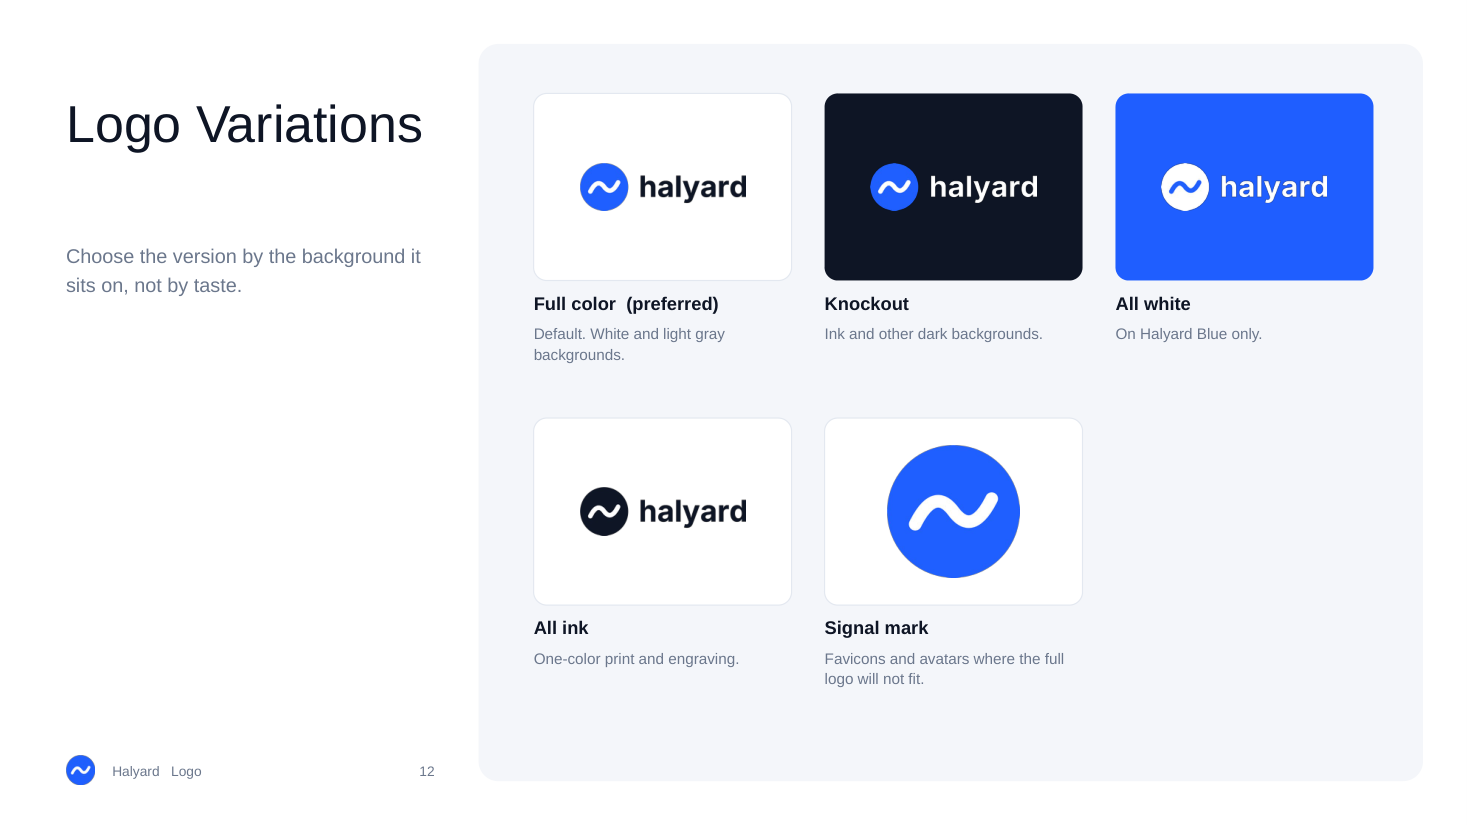 Logo Variations
Choose the version by the background it
sits on, not by taste.
halyard
Full color (preferred)
Default. White and light gray
backgrounds.
halyard
Knockout
Ink and other dark backgrounds.
halyard
All white
On Halyard Blue only.
halyard
All ink
One-color print and engraving.
Signal mark
Favicons and avatars where the full
logo will not fit.
Halyard Logo
12